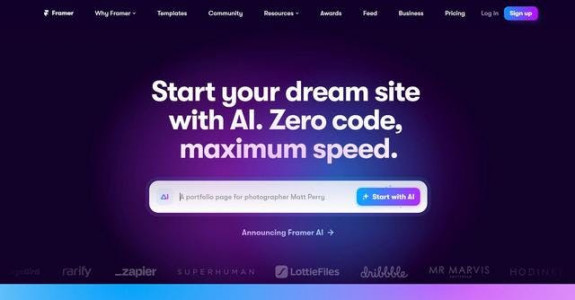 Framer Why Framer Templates Community Resources Awards Feed Business Pricing Log in Sign up
Start your dream site
with AI. Zero code,
maximum speed.
AI A portfolio page for photographer Matt Perry Start with AI
Announcing Framer AI →
rarify Zapier SUPERHUMAN LottieFiles dribbble MR MARVIS HODIN